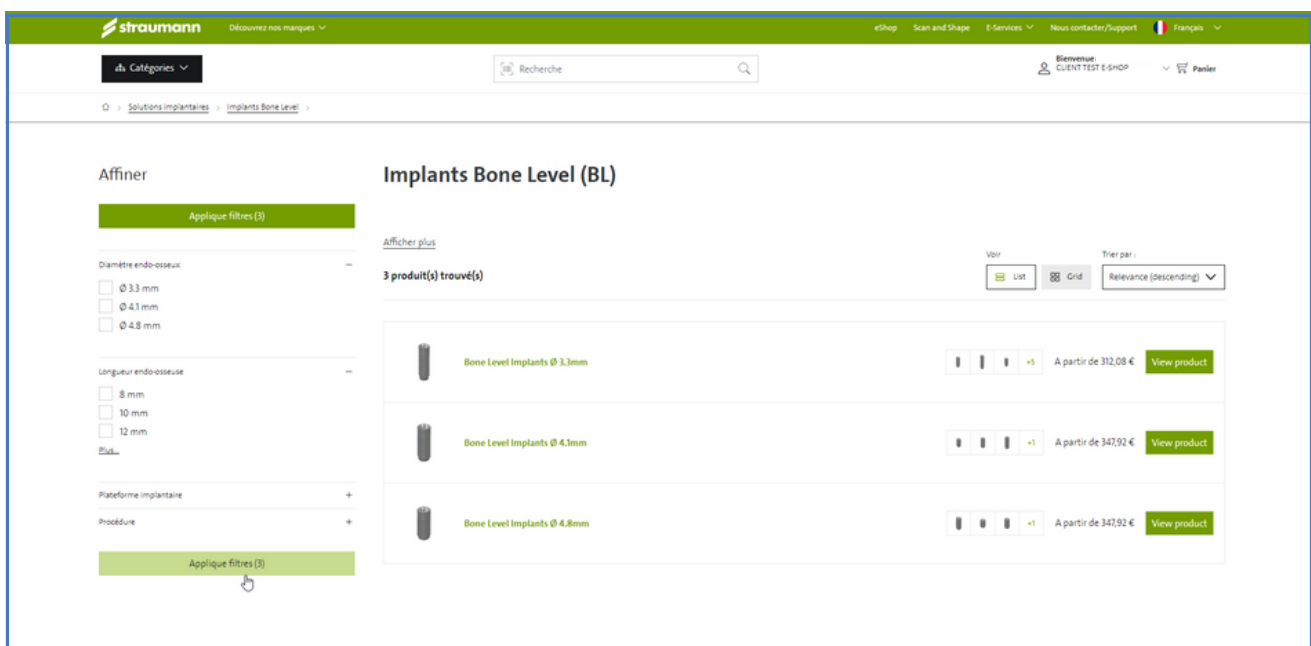 straumann
Découvrez nos marques
eShop
Scan and Shape
E-Services
Nous contacter/Support
Français
Catégories
Recherche
Bienvenue:
CLIENT TEST E-SHOP
Panier
Solutions implantaires > Implants Bone Level >
Affiner
Applique filtres (3)
Diamètre endo-osseux
Ø 3.3 mm
Ø 4.1 mm
Ø 4.8 mm
Longueur endo-osseuse
8 mm
10 mm
12 mm
Plus...
Plateforme implantaire
Procédure
Applique filtres (3)
Implants Bone Level (BL)
Afficher plus
3 produit(s) trouvé(s)
Voir
List
Grid
Trier par :
Relevance (descending)
Bone Level Implants Ø 3.3mm
+5
A partir de 312,08 €
View product
Bone Level Implants Ø 4.1mm
+1
A partir de 347,92 €
View product
Bone Level Implants Ø 4.8mm
+1
A partir de 347,92 €
View product